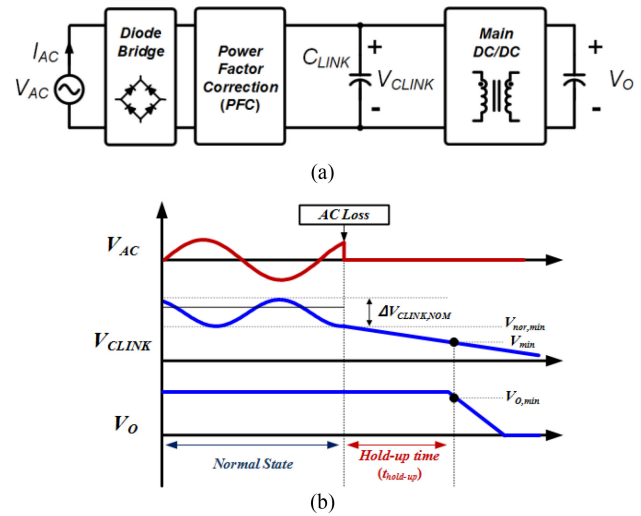 I_AC
V_AC
Diode
Bridge
Power
Factor
Correction
(PFC)
C_LINK
+
V_CLINK
-
Main
DC/DC
+
V_O
-
(a)
AC Loss
V_AC
ΔV_CLINK,NOM
V_nor,min
V_min
V_CLINK
V_O,min
V_O
Normal State
Hold-up time
(t_hold-up)
(b)